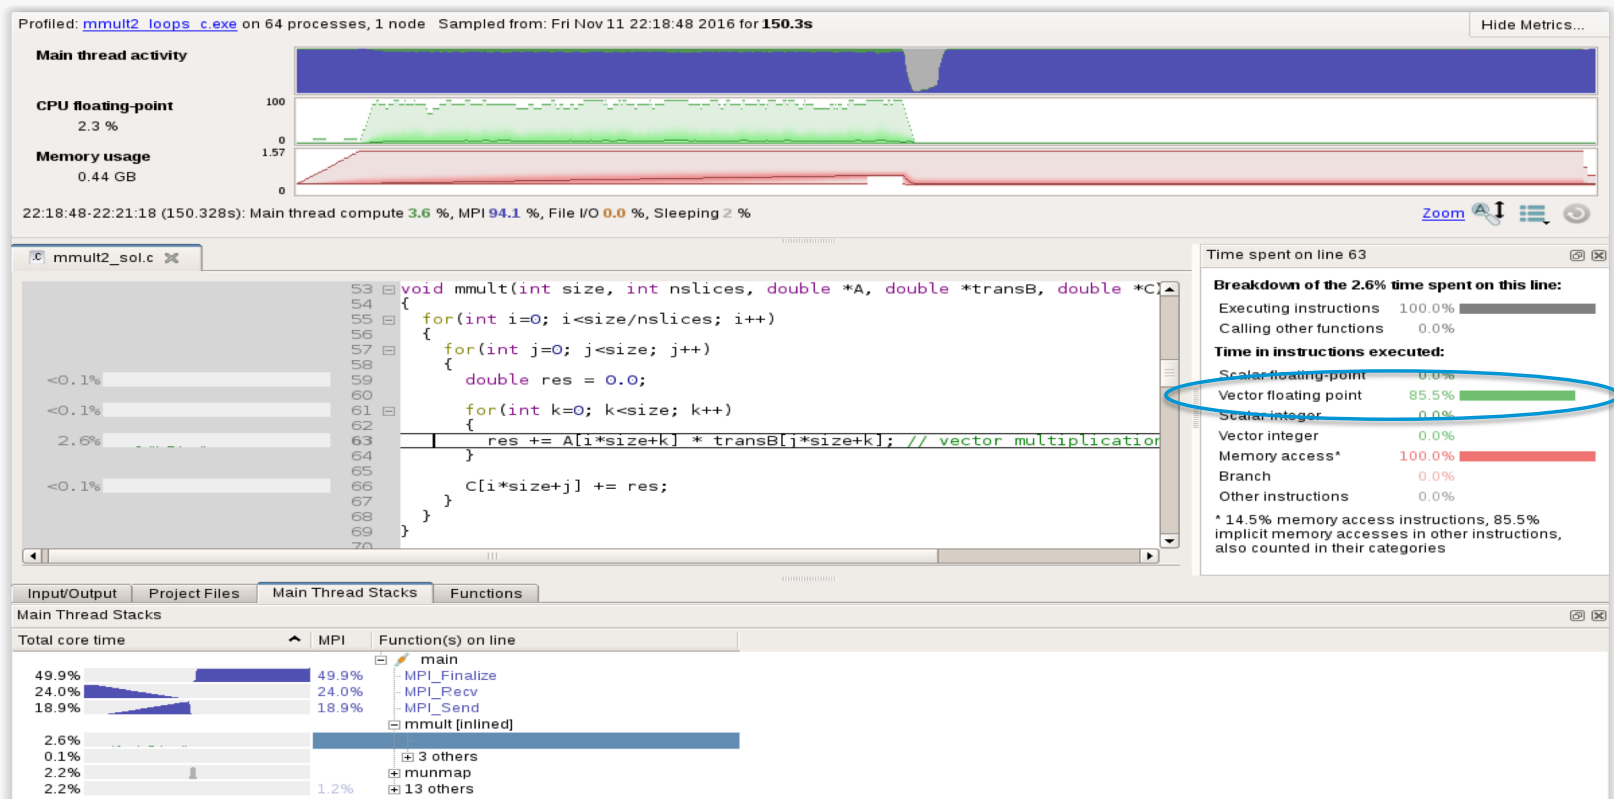 Profiled: mmult2_loops_c.exe on 64 processes, 1 node Sampled from: Fri Nov 11 22:18:48 2016 for 150.3s
Hide Metrics...
Main thread activity
CPU floating-point
2.3 %
100
0
Memory usage
0.44 GB
1.57
0
22:18:48-22:21:18 (150.328s): Main thread compute 3.6 %, MPI 94.1 %, File I/O 0.0 %, Sleeping 2 %
Zoom
.C mmult2_sol.c
53 void mmult(int size, int nslices, double *A, double *transB, double *C)
54 {
55 for(int i=0; i<size/nslices; i++)
56 {
57 for(int j=0; j<size; j++)
58 {
<0.1% 59 double res = 0.0;
60
<0.1% 61 for(int k=0; k<size; k++)
62 {
2.6% 63 res += A[i*size+k] * transB[j*size+k]; // vector multiplication
64 }
65
<0.1% 66 C[i*size+j] += res;
67 }
68 }
69 }
70
Time spent on line 63
Breakdown of the 2.6% time spent on this line:
Executing instructions 100.0%
Calling other functions 0.0%
Time in instructions executed:
Scalar floating-point 0.0%
Vector floating point 85.5%
Scalar integer 0.0%
Vector integer 0.0%
Memory access* 100.0%
Branch 0.0%
Other instructions 0.0%
* 14.5% memory access instructions, 85.5%
implicit memory accesses in other instructions,
also counted in their categories
Input/Output Project Files Main Thread Stacks Functions
Main Thread Stacks
Total core time MPI Function(s) on line
main
49.9% 49.9% MPI_Finalize
24.0% 24.0% MPI_Recv
18.9% 18.9% MPI_Send
mmult [inlined]
2.6%
0.1% 3 others
2.2% munmap
2.2% 1.2% 13 others